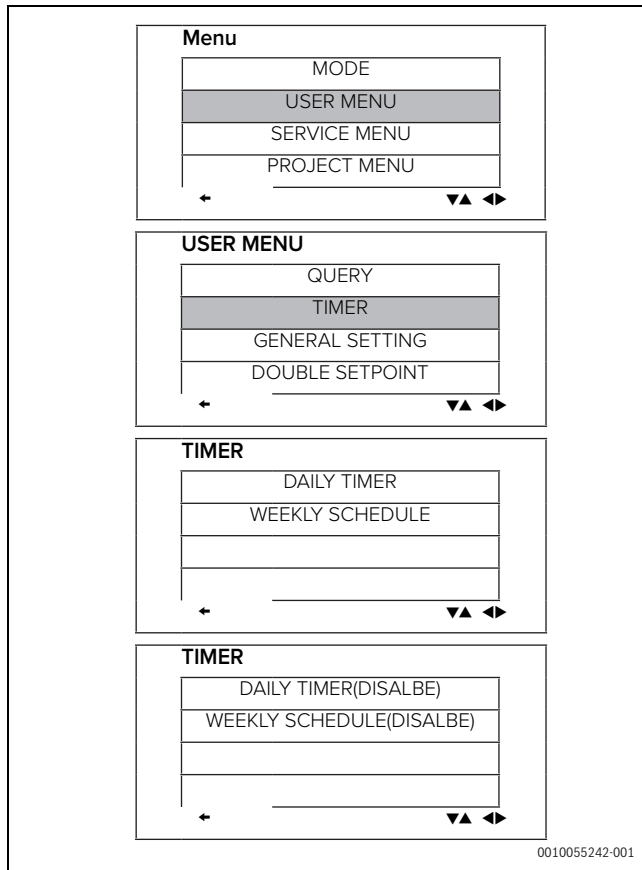 Menu
MODE
USER MENU
SERVICE MENU
PROJECT MENU
← ▼▲ ◀▶
USER MENU
QUERY
TIMER
GENERAL SETTING
DOUBLE SETPOINT
← ▼▲ ◀▶
TIMER
DAILY TIMER
WEEKLY SCHEDULE
← ▼▲ ◀▶
TIMER
DAILY TIMER(DISALBE)
WEEKLY SCHEDULE(DISALBE)
← ▼▲ ◀▶
0010055242-001